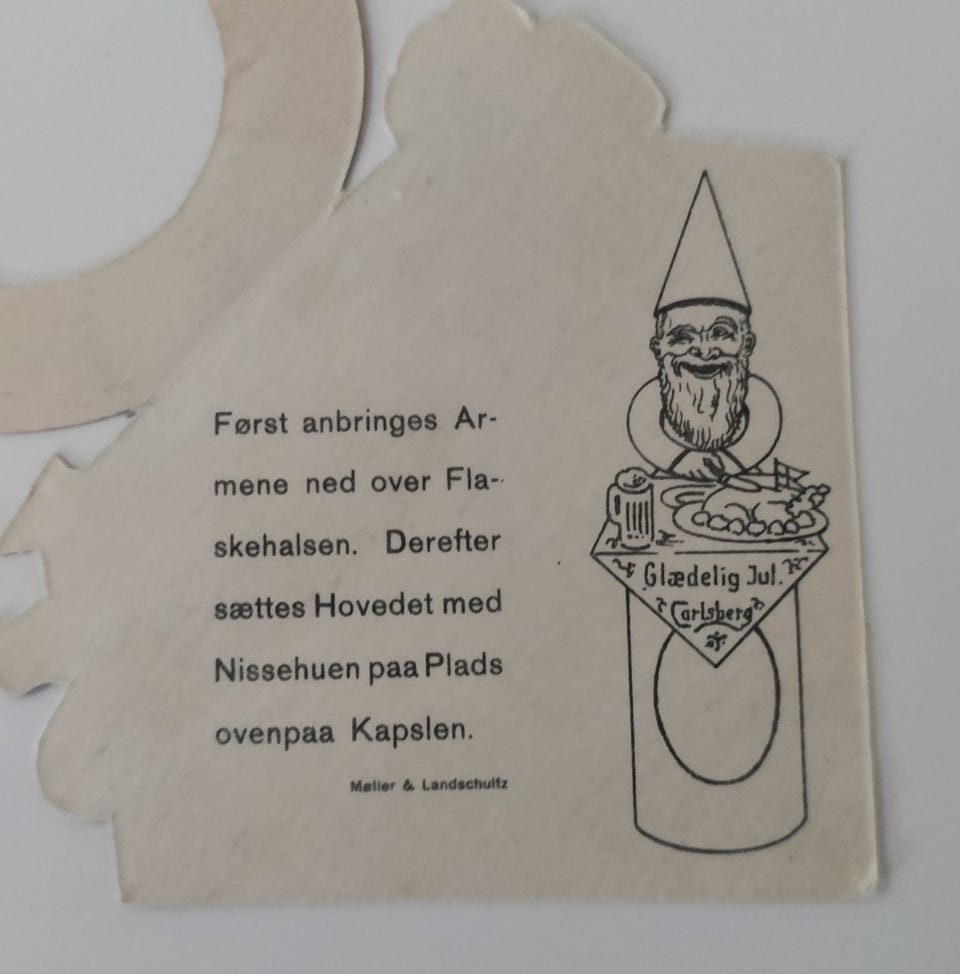 Først anbringes Ar-
mene ned over Fla-
skehalsen. Derefter
sættes Hovedet med
Nissehuen paa Plads
ovenpaa Kapslen.
Møller & Landschultz
Glædelig Jul.
Carlsberg